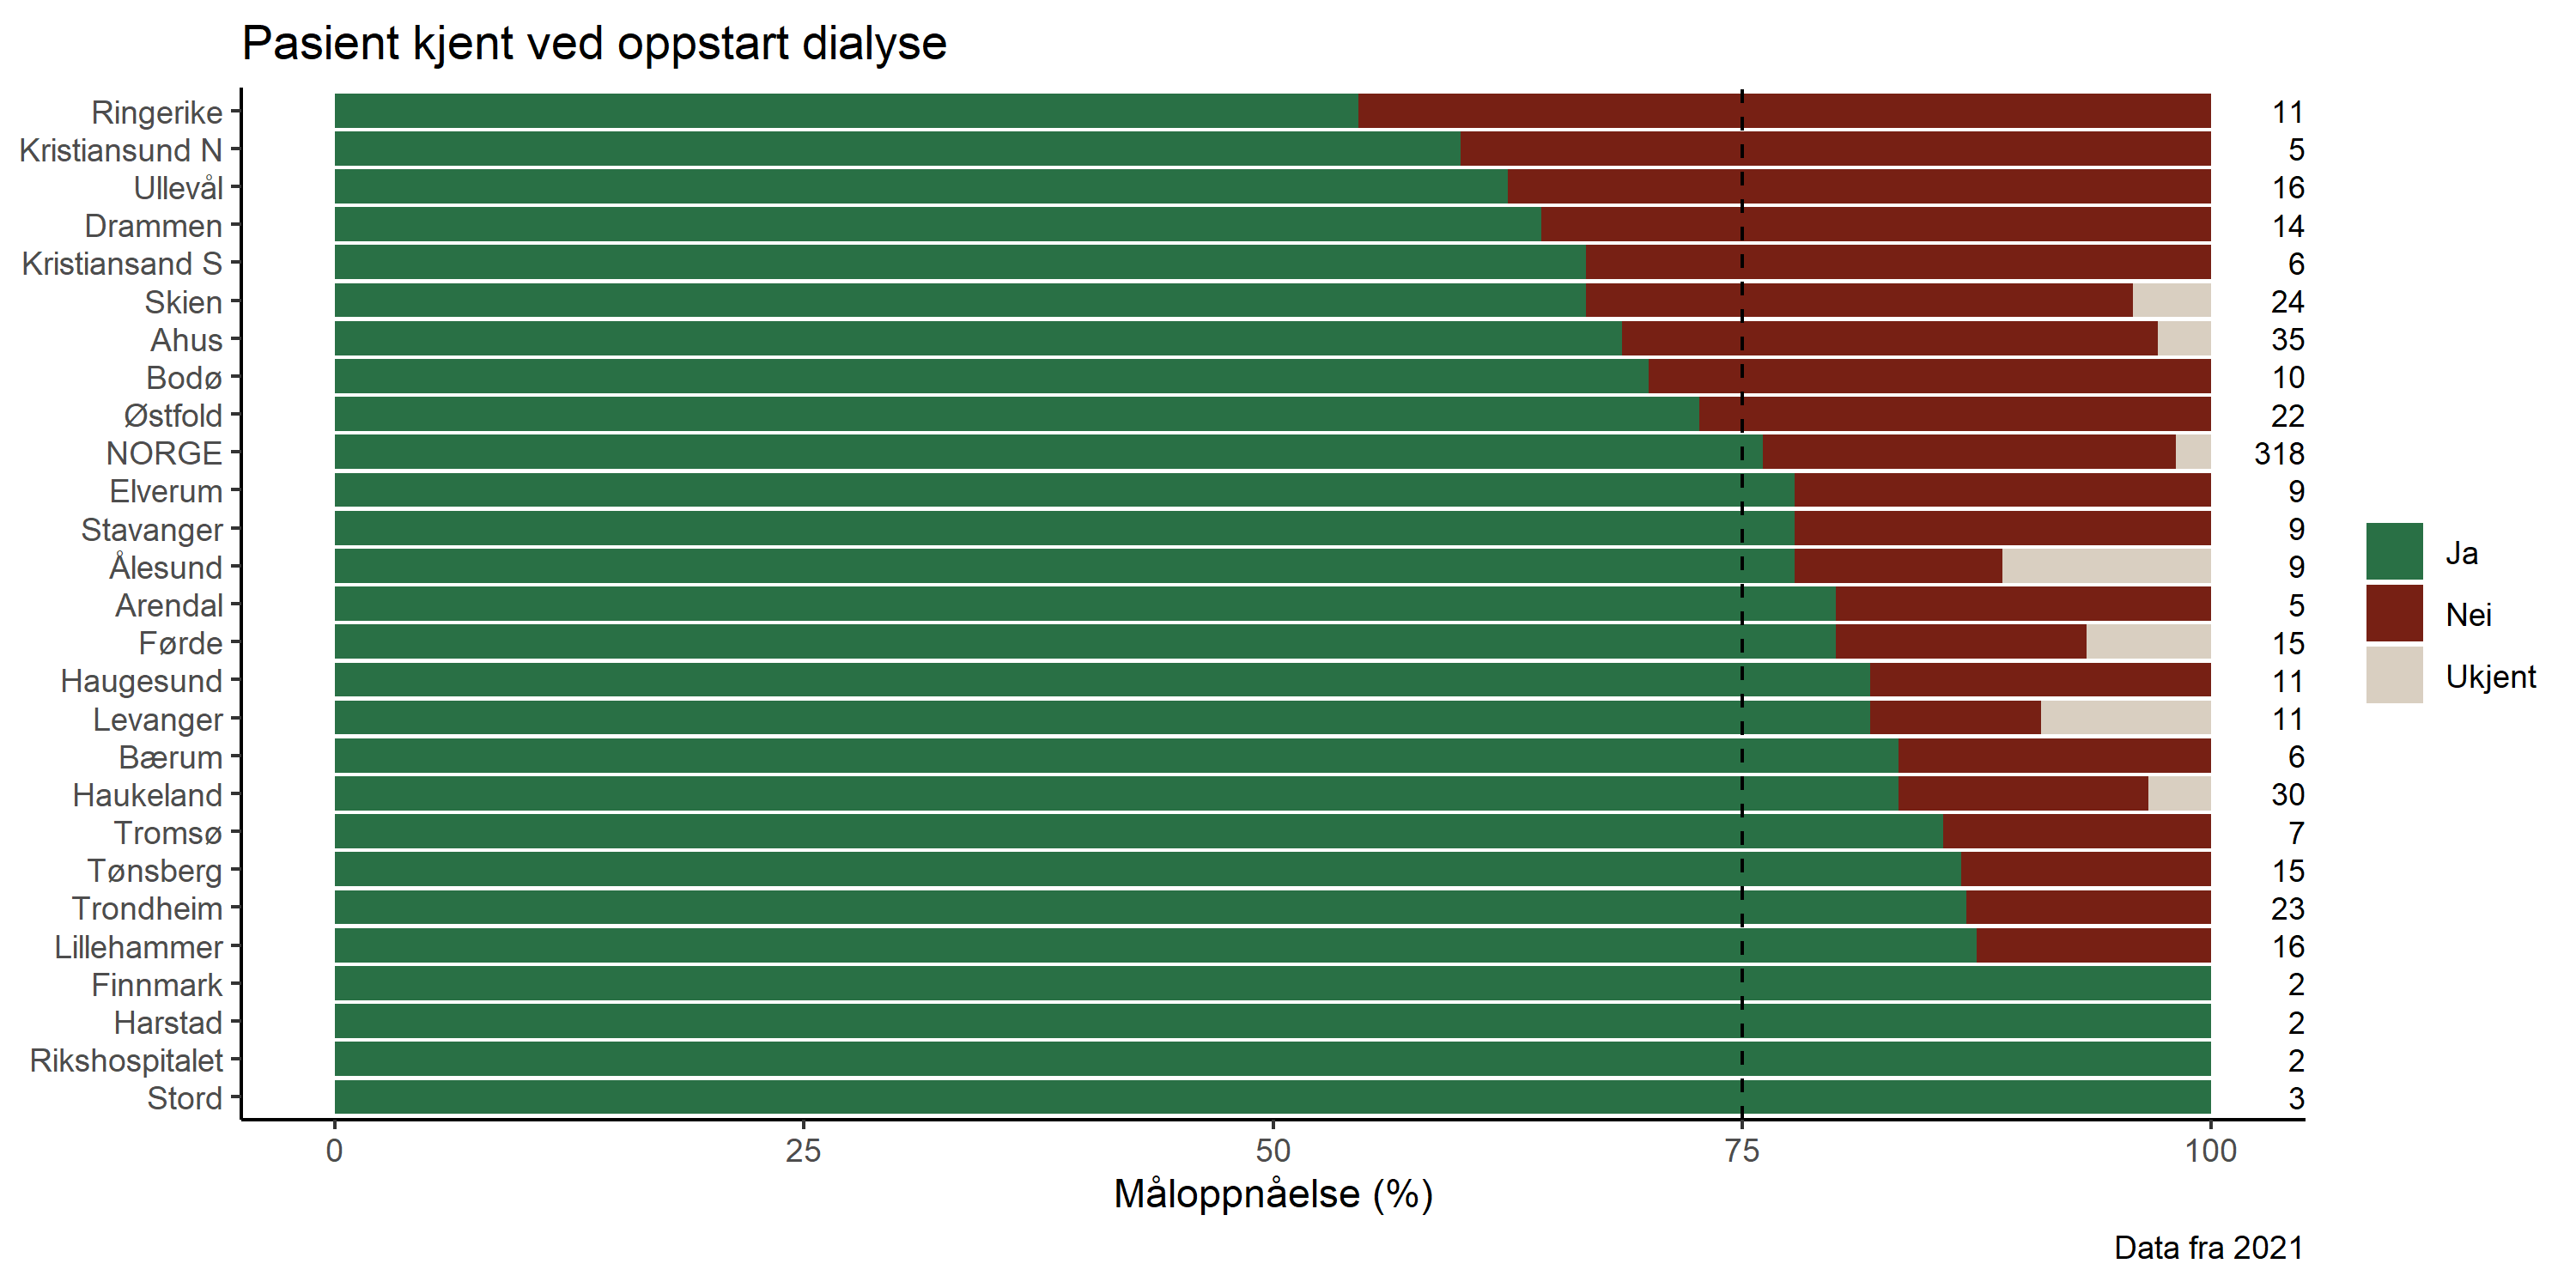 Pasient kjent ved oppstart dialyse
Ringerike 11
Kristiansund N 5
Ullevål 16
Drammen 14
Kristiansand S 6
Skien 24
Ahus 35
Bodø 10
Østfold 22
NORGE 318
Elverum 9
Stavanger 9
Ålesund 9
Arendal 5
Førde 15
Haugesund 11
Levanger 11
Bærum 6
Haukeland 30
Tromsø 7
Tønsberg 15
Trondheim 23
Lillehammer 16
Finnmark 2
Harstad 2
Rikshospitalet 2
Stord 3
0 25 50 75 100
Måloppnåelse (%)
Ja
Nei
Ukjent
Data fra 2021